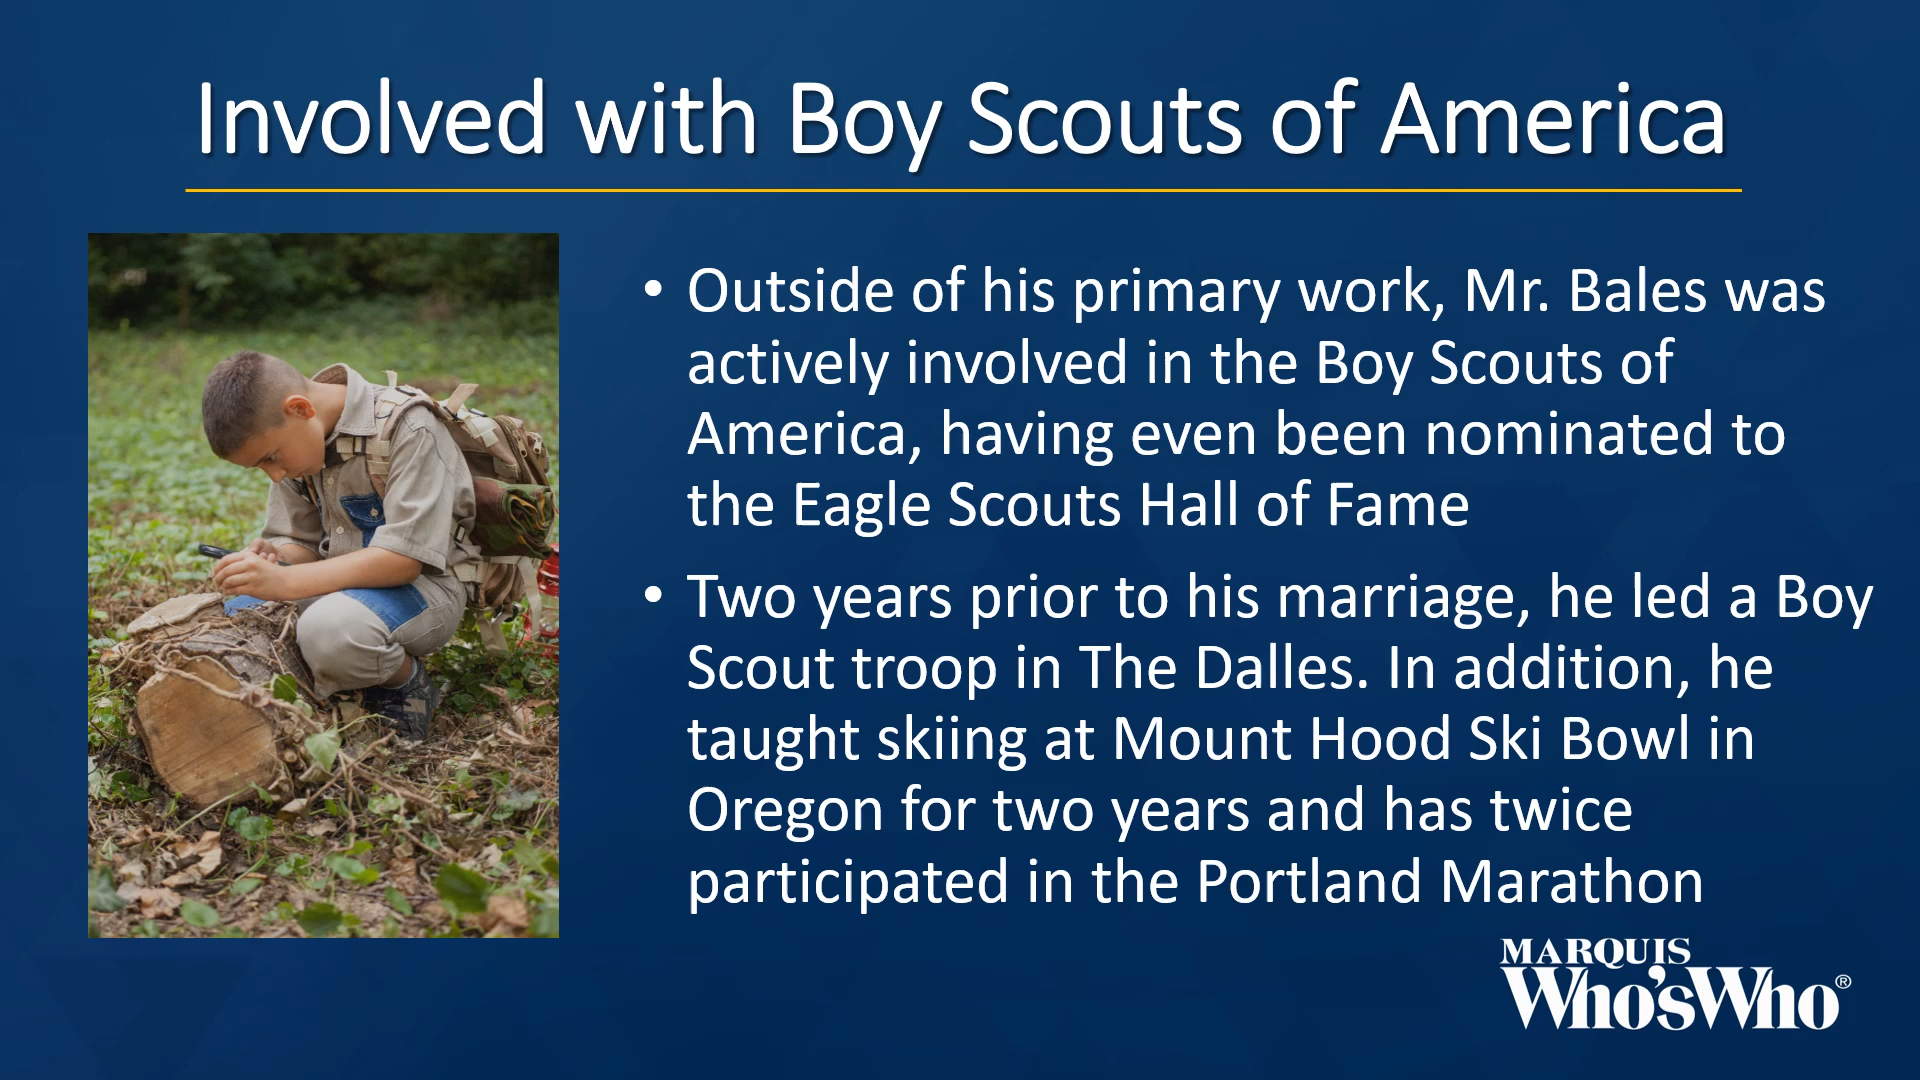 Involved with Boy Scouts of America
• Outside of his primary work, Mr. Bales was
actively involved in the Boy Scouts of
America, having even been nominated to
the Eagle Scouts Hall of Fame
• Two years prior to his marriage, he led a Boy
Scout troop in The Dalles. In addition, he
taught skiing at Mount Hood Ski Bowl in
Oregon for two years and has twice
participated in the Portland Marathon
MARQUIS
Who'sWho®